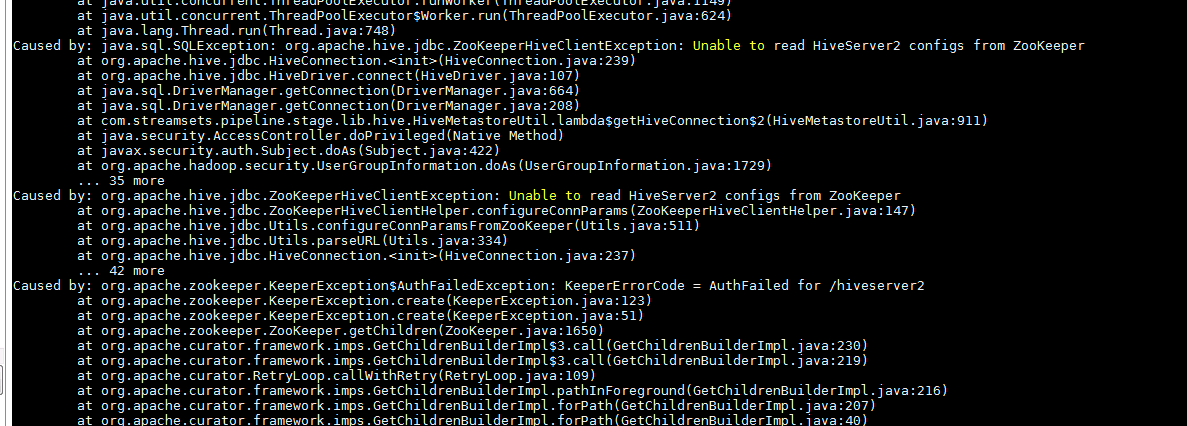 at java.util.concurrent.ThreadPoolExecutor.runWorker(ThreadPoolExecutor.java:1149)
at java.util.concurrent.ThreadPoolExecutor$Worker.run(ThreadPoolExecutor.java:624)
at java.lang.Thread.run(Thread.java:748)
Caused by: java.sql.SQLException: org.apache.hive.jdbc.ZooKeeperHiveClientException: Unable to read HiveServer2 configs from ZooKeeper
at org.apache.hive.jdbc.HiveConnection.<init>(HiveConnection.java:239)
at org.apache.hive.jdbc.HiveDriver.connect(HiveDriver.java:107)
at java.sql.DriverManager.getConnection(DriverManager.java:664)
at java.sql.DriverManager.getConnection(DriverManager.java:208)
at com.streamsets.pipeline.stage.lib.hive.HiveMetastoreUtil.lambda$getHiveConnection$2(HiveMetastoreUtil.java:911)
at java.security.AccessController.doPrivileged(Native Method)
at javax.security.auth.Subject.doAs(Subject.java:422)
at org.apache.hadoop.security.UserGroupInformation.doAs(UserGroupInformation.java:1729)
... 35 more
Caused by: org.apache.hive.jdbc.ZooKeeperHiveClientException: Unable to read HiveServer2 configs from ZooKeeper
at org.apache.hive.jdbc.ZooKeeperHiveClientHelper.configureConnParams(ZooKeeperHiveClientHelper.java:147)
at org.apache.hive.jdbc.Utils.configureConnParamsFromZooKeeper(Utils.java:511)
at org.apache.hive.jdbc.Utils.parseURL(Utils.java:334)
at org.apache.hive.jdbc.HiveConnection.<init>(HiveConnection.java:237)
... 42 more
Caused by: org.apache.zookeeper.KeeperException$AuthFailedException: KeeperErrorCode = AuthFailed for /hiveserver2
at org.apache.zookeeper.KeeperException.create(KeeperException.java:123)
at org.apache.zookeeper.KeeperException.create(KeeperException.java:51)
at org.apache.zookeeper.ZooKeeper.getChildren(ZooKeeper.java:1650)
at org.apache.curator.framework.imps.GetChildrenBuilderImpl$3.call(GetChildrenBuilderImpl.java:230)
at org.apache.curator.framework.imps.GetChildrenBuilderImpl$3.call(GetChildrenBuilderImpl.java:219)
at org.apache.curator.RetryLoop.callWithRetry(RetryLoop.java:109)
at org.apache.curator.framework.imps.GetChildrenBuilderImpl.pathInForeground(GetChildrenBuilderImpl.java:216)
at org.apache.curator.framework.imps.GetChildrenBuilderImpl.forPath(GetChildrenBuilderImpl.java:207)
at org.apache.curator.framework.imps.GetChildrenBuilderImpl.forPath(GetChildrenBuilderImpl.java:40)